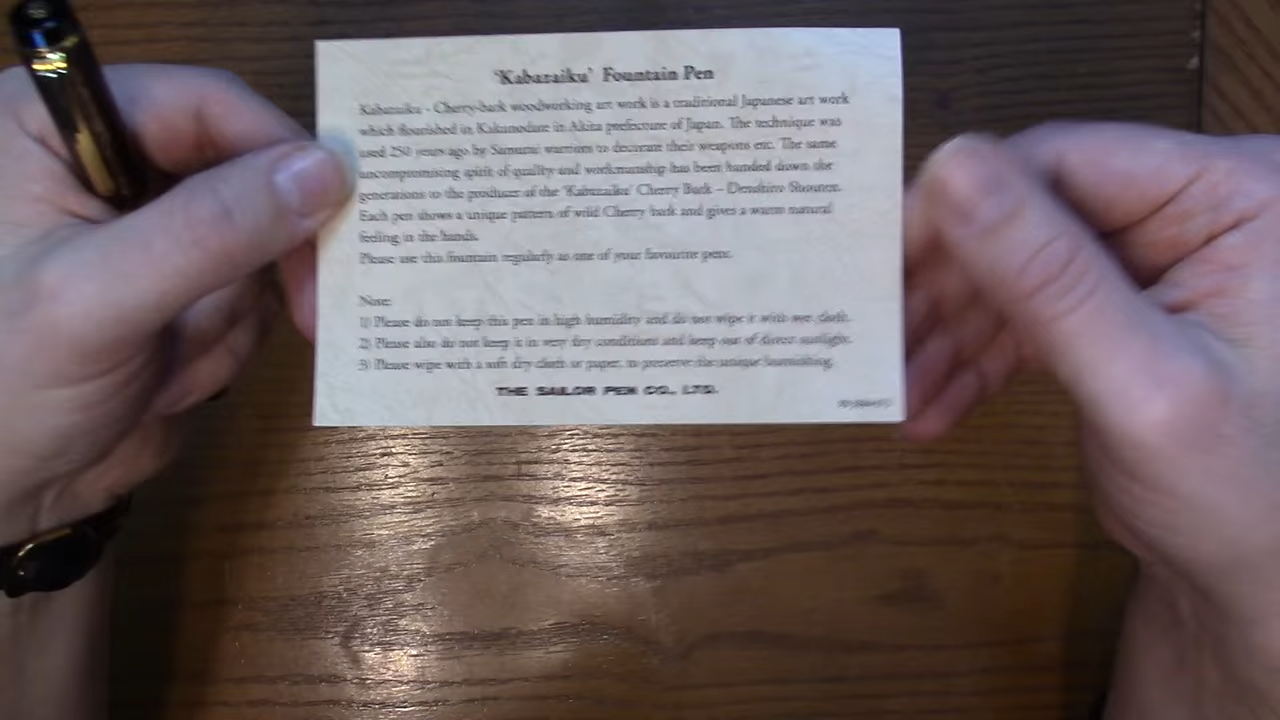 'Kabazaiku' Fountain Pen
Kabazaiku - Cherry-bark woodworking art work is a traditional Japanese art work
which flourished in Kakunodate in Akita prefecture of Japan. The technique was
used 250 years ago by Samurai warriors to decorate their weapons etc. The same
uncompromising spirit of quality and workmanship has been handed down the
generations to the producer of the 'Kabazaiku' Cherry Bark - Denshiro Shouten.
Each pen shows a unique pattern of wild Cherry bark and gives a warm natural
feeling in the hands.
Please use this fountain regularly as one of your favourite pens.
Note:
1) Please do not keep this pen in high humidity and do not wipe it with wet cloth.
2) Please also do not keep it in very dry conditions and keep out of direct sunlight.
3) Please wipe with a soft dry cloth or paper, to preserve the unique burnishing.
THE SAILOR PEN CO., LTD.